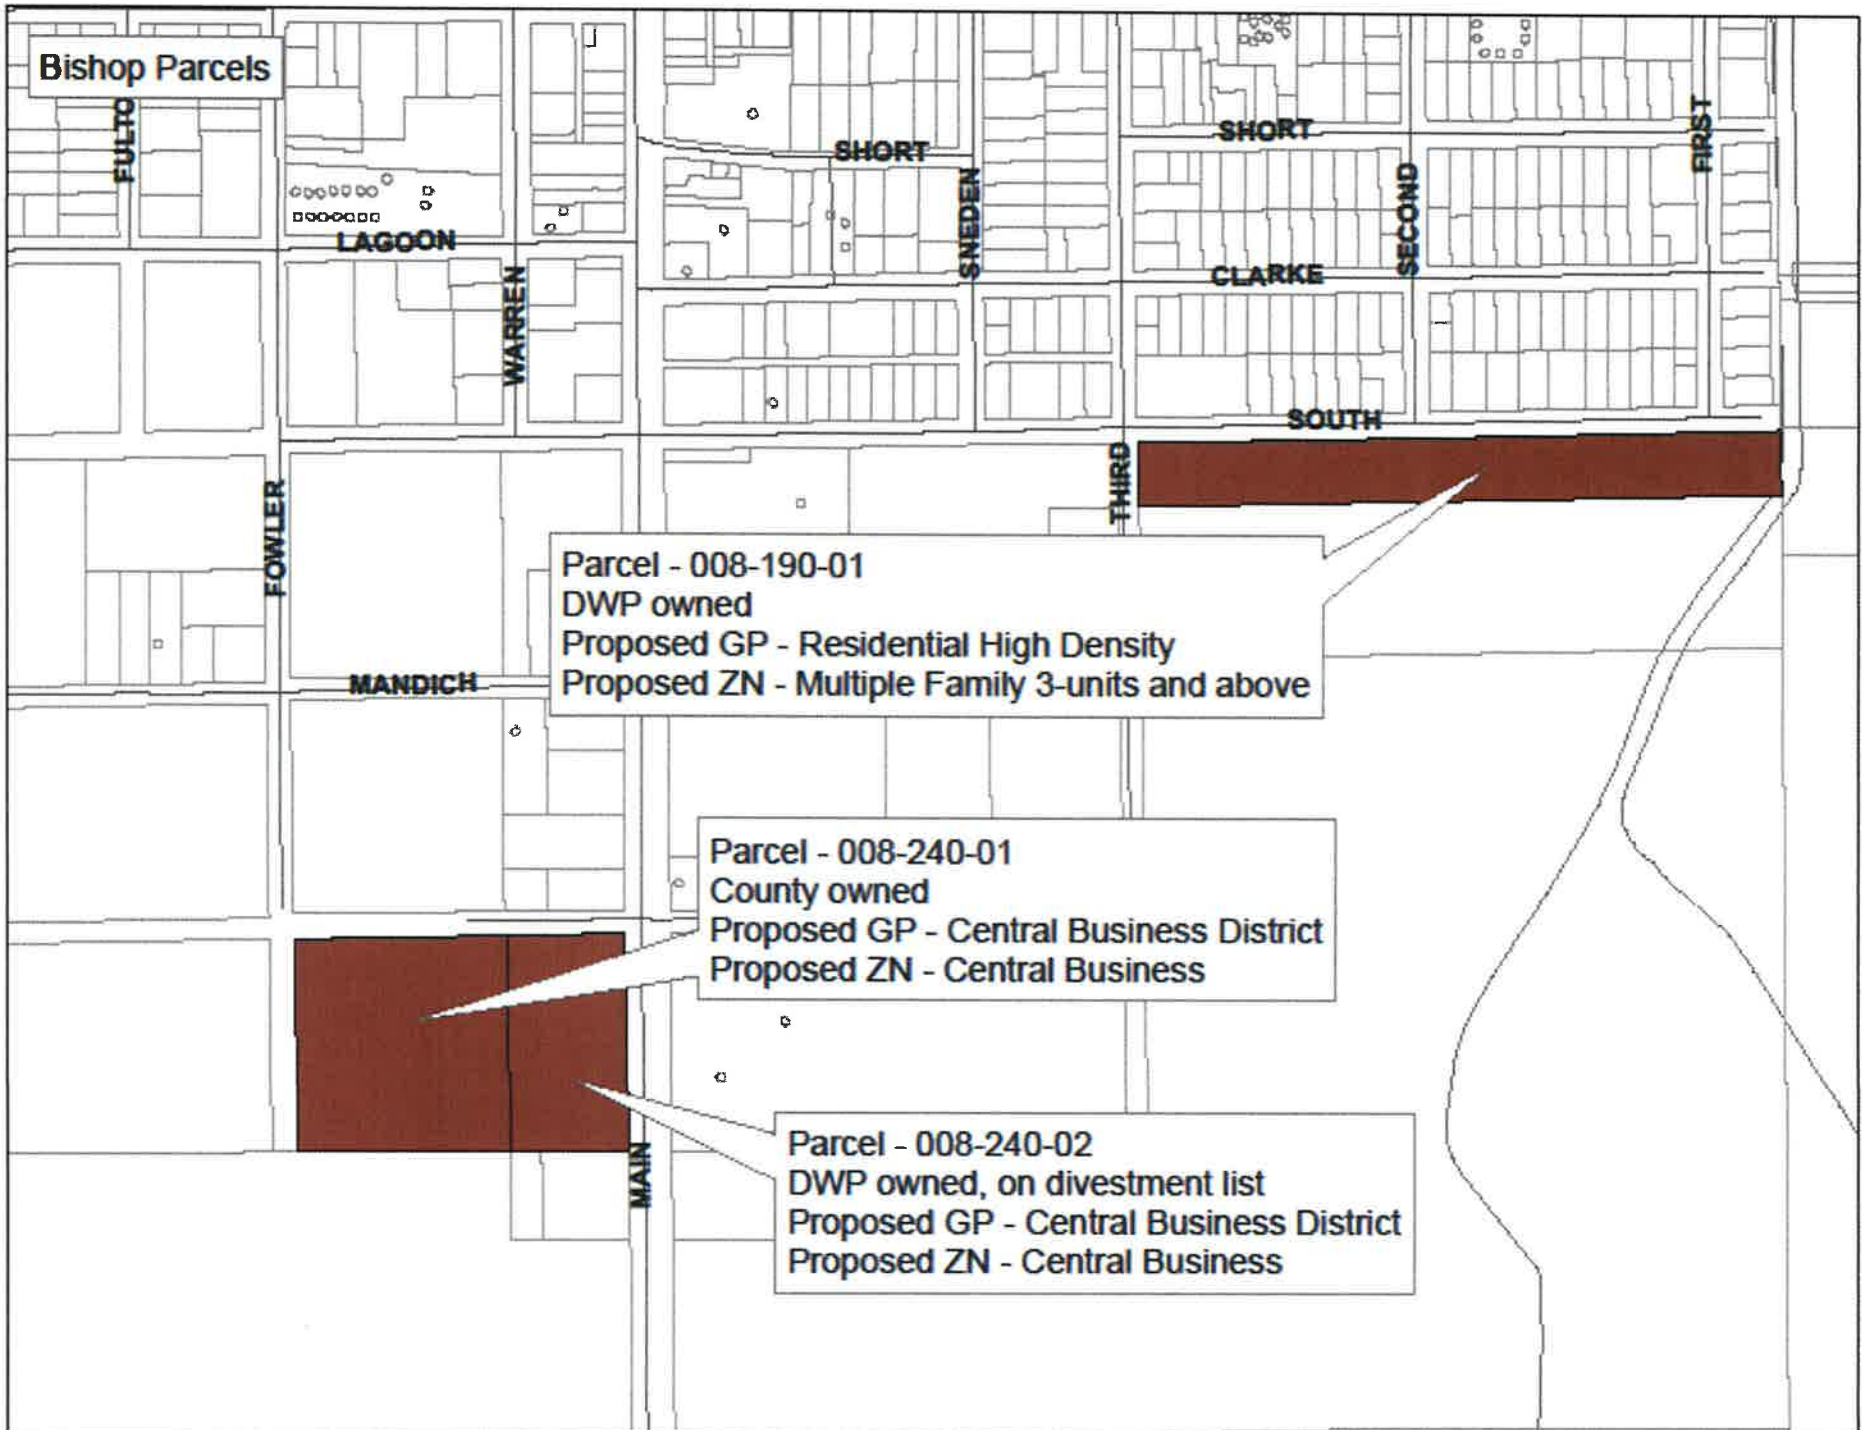 Bishop Parcels
FULTO
SHORT
SHORT
FIRST
LAGOON
SNEDEN
SECOND
CLARKE
WARREN
SOUTH
THIRD
FOWLER
Parcel - 008-190-01
DWP owned
Proposed GP - Residential High Density
Proposed ZN - Multiple Family 3-units and above
MANDICH
Parcel - 008-240-01
County owned
Proposed GP - Central Business District
Proposed ZN - Central Business
Parcel - 008-240-02
DWP owned, on divestment list
Proposed GP - Central Business District
Proposed ZN - Central Business
MAIN